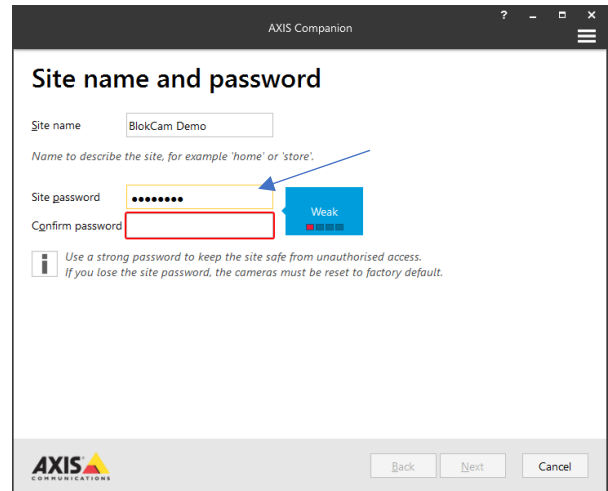 AXIS Companion
?
Site name and password
Site name BlokCam Demo
Name to describe the site, for example 'home' or 'store'.
Site password ••••••••
Weak
Confirm password
Use a strong password to keep the site safe from unauthorised access.
If you lose the site password, the cameras must be reset to factory default.
AXIS
COMMUNICATIONS
Back Next Cancel